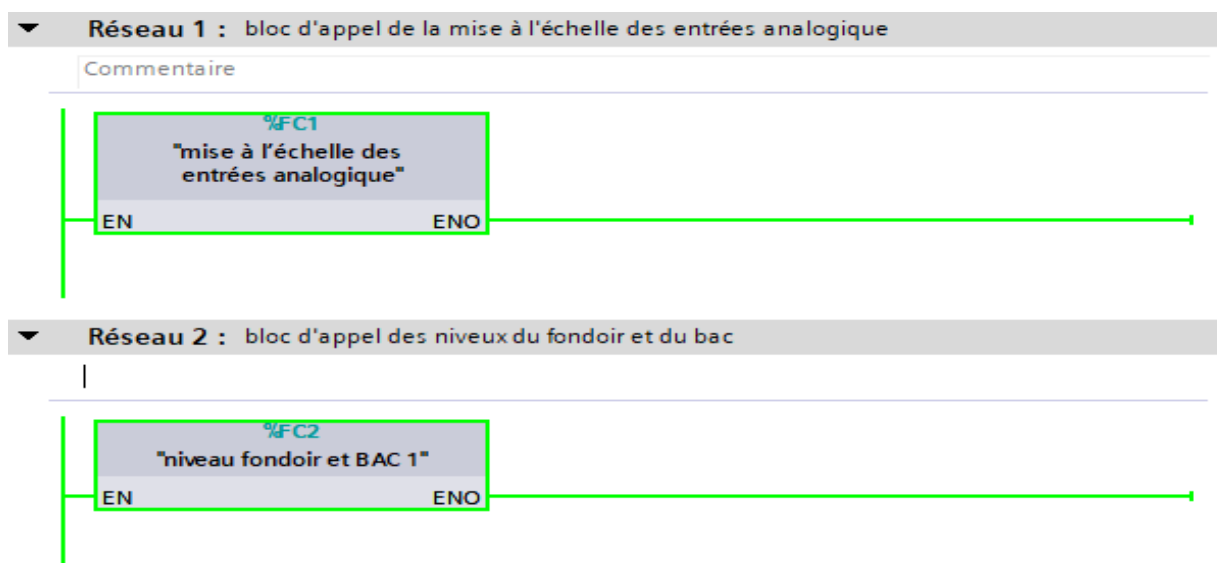 Réseau 1 : bloc d'appel de la mise à l'échelle des entrées analogique
Commentaire
%FC1
"mise à l'échelle des
entrées analogique"
EN ENO
Réseau 2 : bloc d'appel des niveux du fondoir et du bac
%FC2
"niveau fondoir et BAC 1"
EN ENO